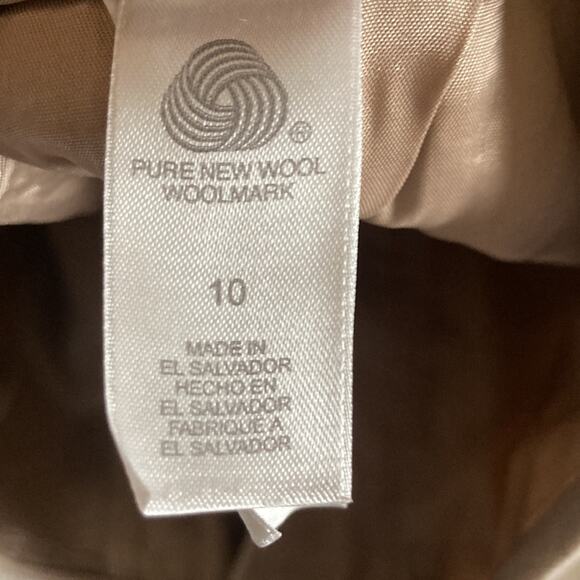 ®
PURE NEW WOOL
WOOLMARK
10
MADE IN
EL SALVADOR
HECHO EN
EL SALVADOR
FABRIQUE A
EL SALVADOR